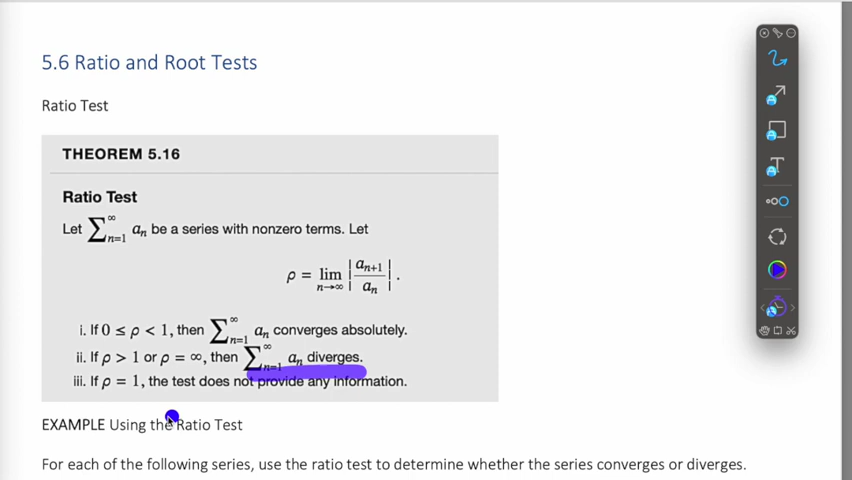 5.6 Ratio and Root Tests
Ratio Test
THEOREM 5.16
Ratio Test
Let ∑_{n=1}^{∞} a_n be a series with nonzero terms. Let
ρ = lim_{n→∞} |a_{n+1}/a_n|.
i. If 0 ≤ ρ < 1, then ∑_{n=1}^{∞} a_n converges absolutely.
ii. If ρ > 1 or ρ = ∞, then ∑_{n=1}^{∞} a_n diverges.
iii. If ρ = 1, the test does not provide any information.
EXAMPLE Using the Ratio Test
For each of the following series, use the ratio test to determine whether the series converges or diverges.